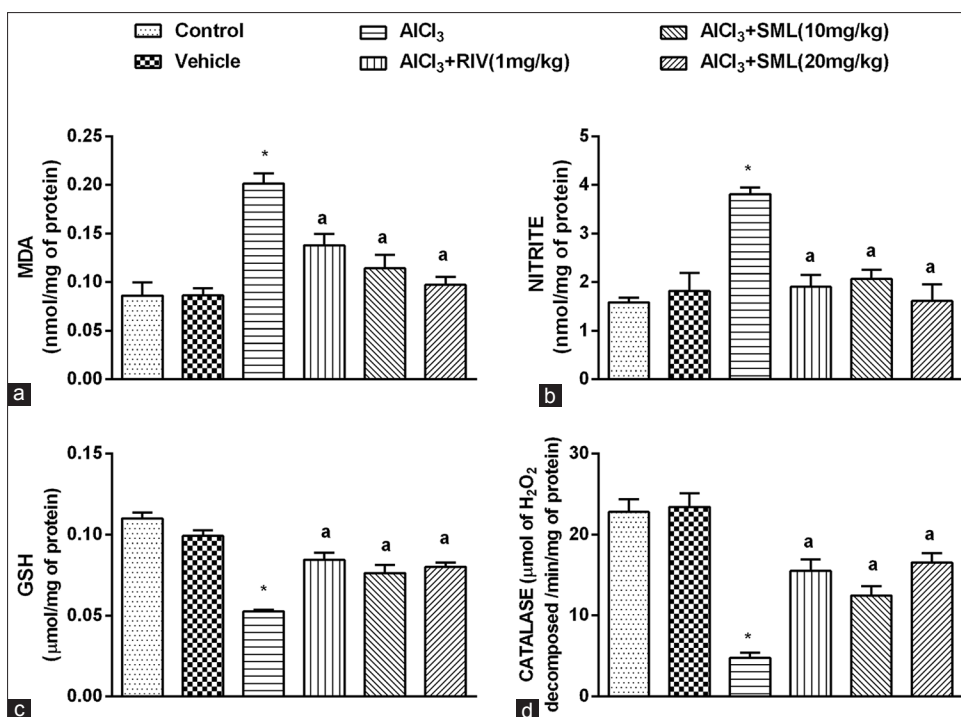 Control
AlCl3
AlCl3+SML(10mg/kg)
Vehicle
AlCl3+RIV(1mg/kg)
AlCl3+SML(20mg/kg)
MDA
(nmol/mg of protein)
0.25
0.20
0.15
0.10
0.05
0.00
*
a
a
a
a
NITRITE
(nmol/mg of protein)
5
4
3
2
1
0
*
a
a
a
b
GSH
(μmol/mg of protein)
0.15
0.10
0.05
0.00
*
a
a
a
c
CATALASE (μmol of H2O2
decomposed /min/mg of protein)
30
20
10
0
*
a
a
a
d